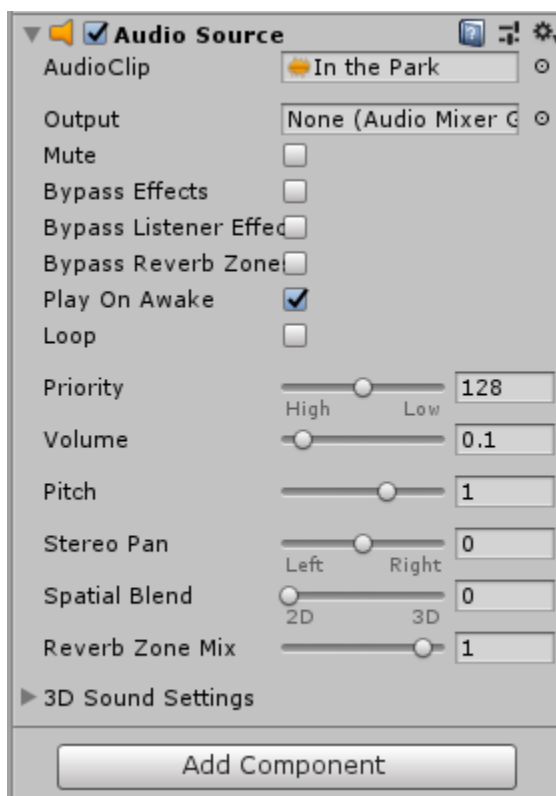 Audio Source
AudioClip In the Park
Output None (Audio Mixer G
Mute
Bypass Effects
Bypass Listener Effec
Bypass Reverb Zone
Play On Awake
Loop
Priority 128
High Low
Volume 0.1
Pitch 1
Stereo Pan 0
Left Right
Spatial Blend 0
2D 3D
Reverb Zone Mix 1
3D Sound Settings
Add Component